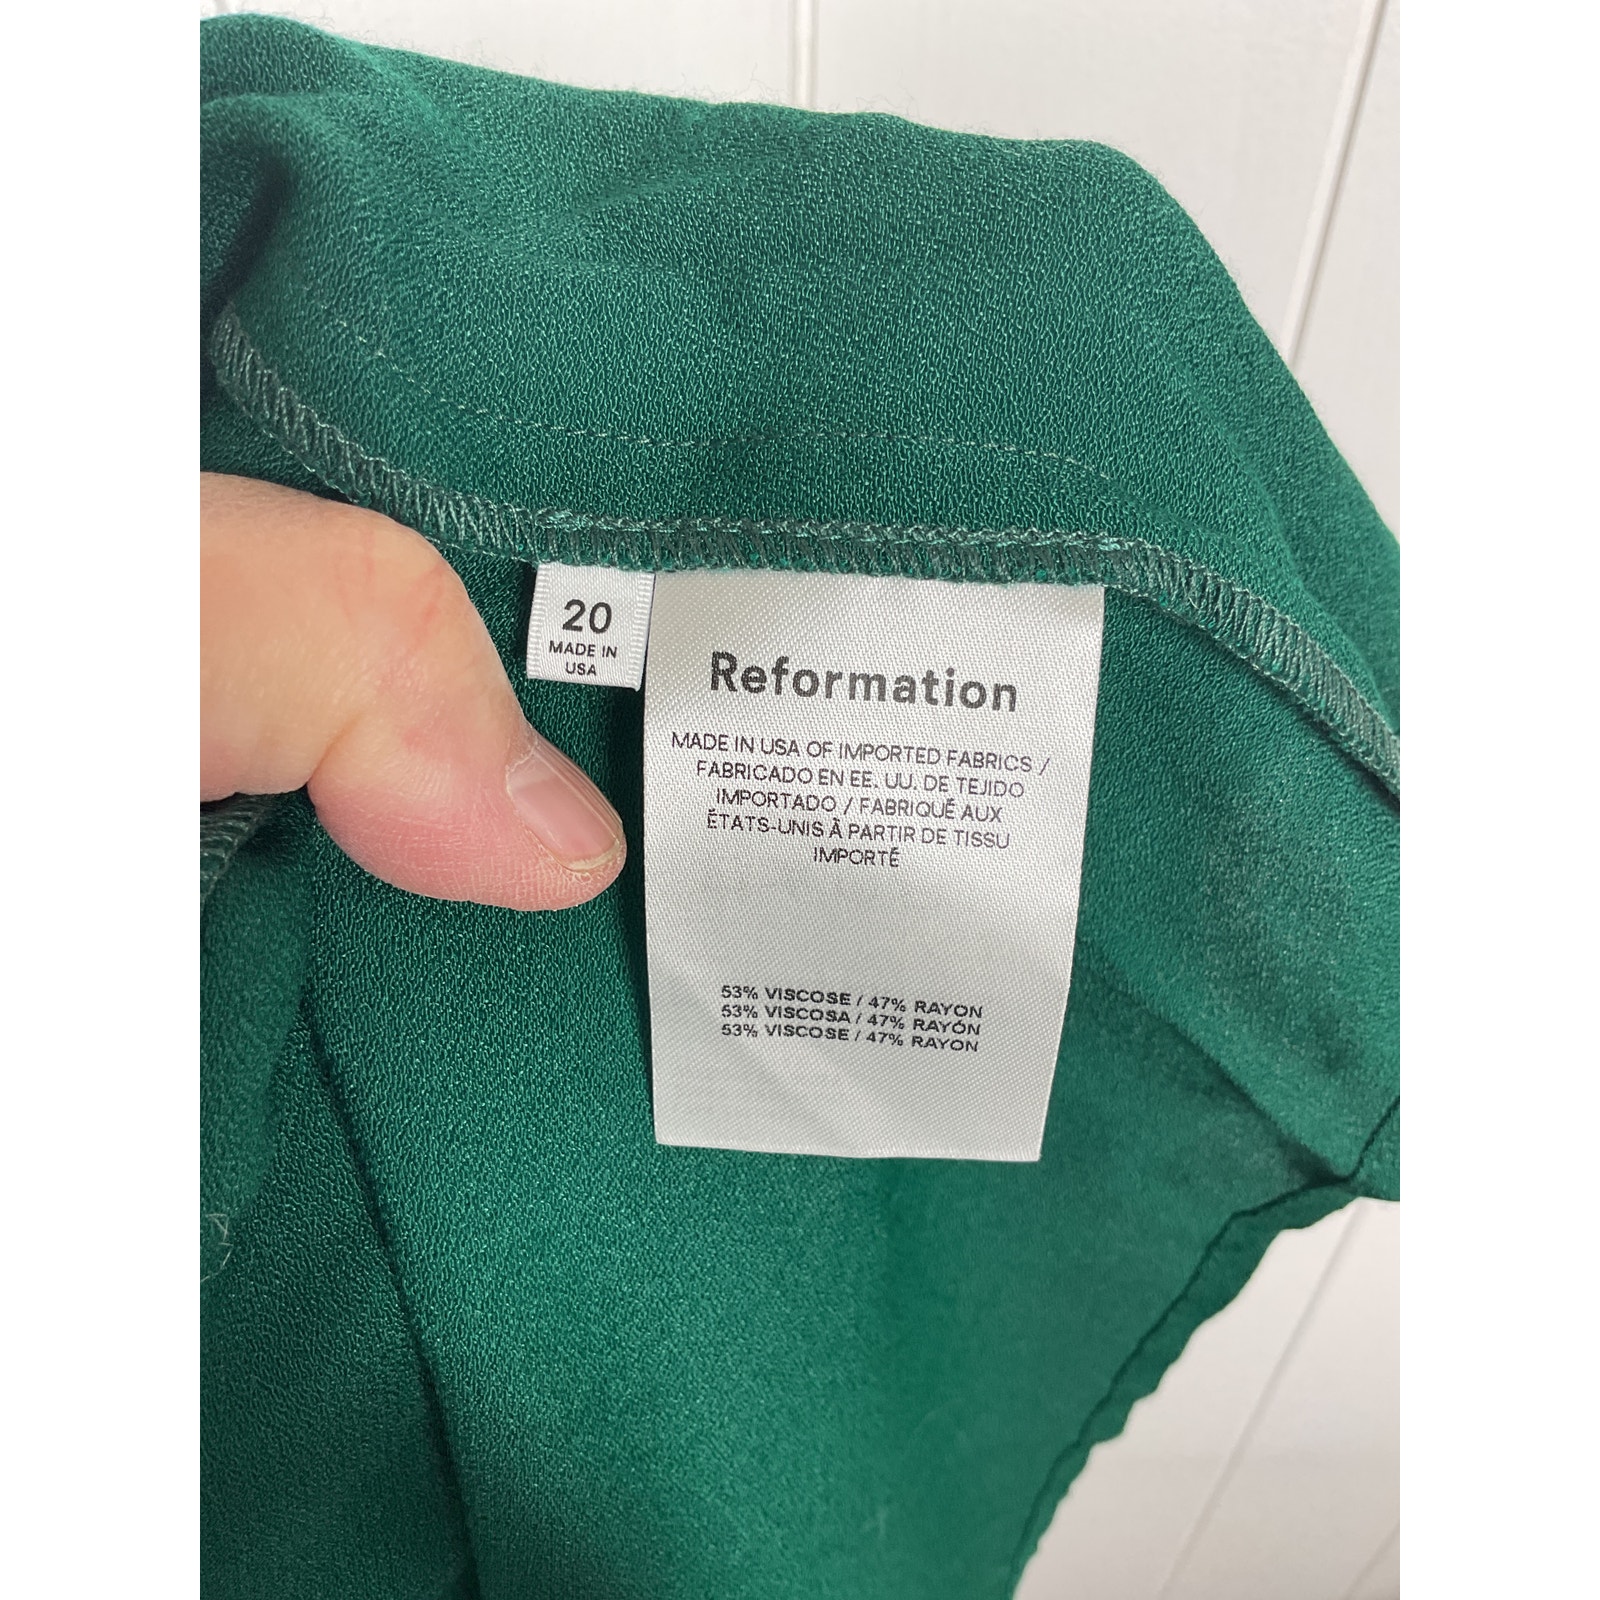 20
MADE IN
USA
Reformation
MADE IN USA OF IMPORTED FABRICS /
FABRICADO EN EE. UU. DE TEJIDO
IMPORTADO / FABRIQUÉ AUX
ÉTATS-UNIS À PARTIR DE TISSU
IMPORTÉ
53% VISCOSE / 47% RAYON
53% VISCOSA / 47% RAYÓN
53% VISCOSE / 47% RAYON